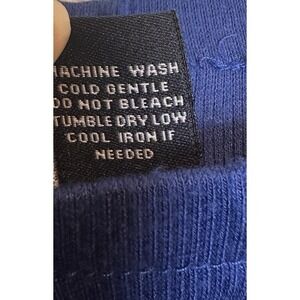 MACHINE WASH
COLD GENTLE
DO NOT BLEACH
TUMBLE DRY LOW
COOL IRON IF
NEEDED